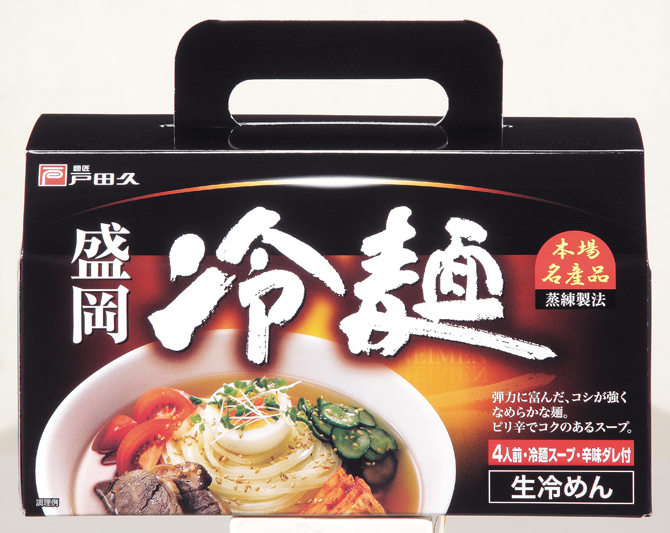 麺匠
戸田久
盛岡
冷麺
本場
名産品
蒸練製法
REIMEN
弾力に富んだ、コシが強く
なめらかな麺。
ピリ辛でコクのあるスープ。
4人前・冷麺スープ・辛味ダレ付
生冷めん
調理例